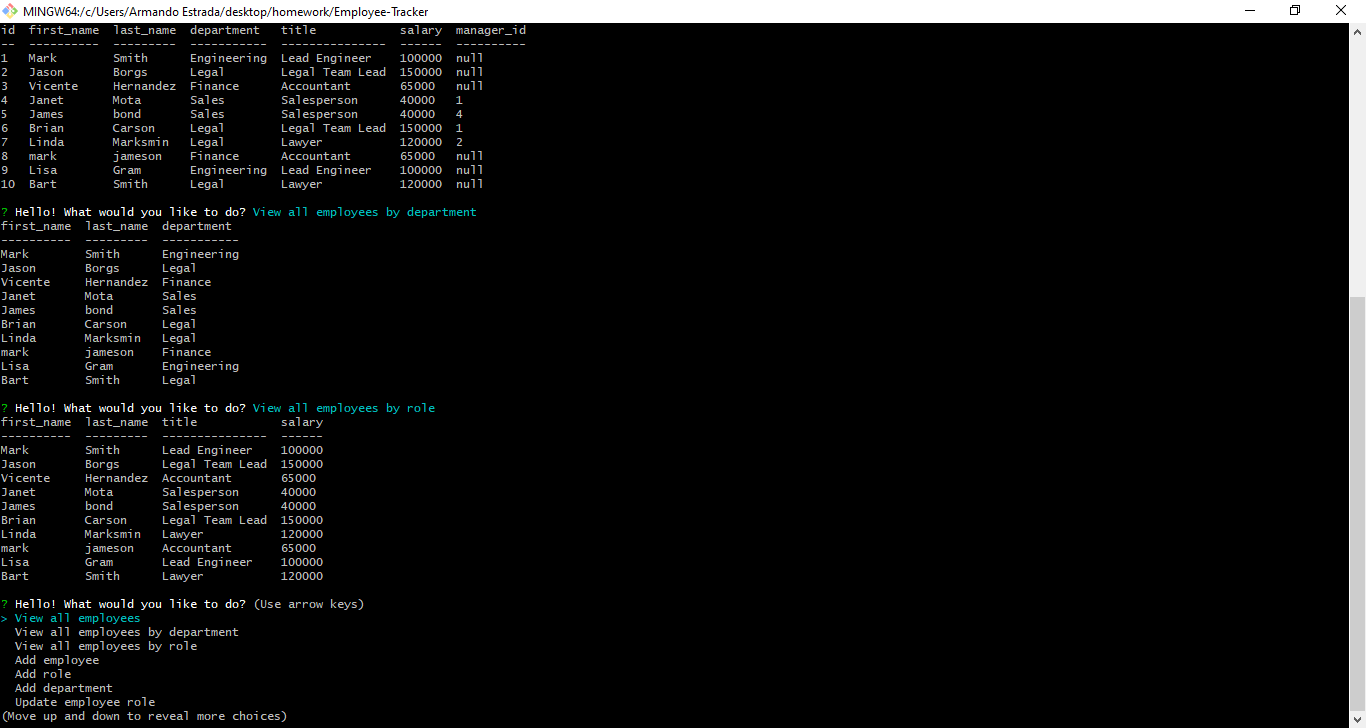 MINGW64:/c/Users/Armando Estrada/desktop/homework/Employee-Tracker
id  first_name  last_name  department   title            salary  manager_id
--  ----------  ---------  -----------  ---------------  ------  ----------
1   Mark        Smith      Engineering  Lead Engineer    100000  null
2   Jason       Borgs      Legal        Legal Team Lead  150000  null
3   Vicente     Hernandez  Finance      Accountant       65000   null
4   Janet       Mota       Sales        Salesperson      40000   1
5   James       bond       Sales        Salesperson      40000   4
6   Brian       Carson     Legal        Legal Team Lead  150000  1
7   Linda       Marksmin   Legal        Lawyer           120000  2
8   mark        jameson    Finance      Accountant       65000   null
9   Lisa        Gram       Engineering  Lead Engineer    100000  null
10  Bart        Smith      Legal        Lawyer           120000  null
? Hello! What would you like to do? View all employees by department
first_name  last_name  department
----------  ---------  -----------
Mark        Smith      Engineering
Jason       Borgs      Legal
Vicente     Hernandez  Finance
Janet       Mota       Sales
James       bond       Sales
Brian       Carson     Legal
Linda       Marksmin   Legal
mark        jameson    Finance
Lisa        Gram       Engineering
Bart        Smith      Legal
? Hello! What would you like to do? View all employees by role
first_name  last_name  title            salary
----------  ---------  ---------------  ------
Mark        Smith      Lead Engineer    100000
Jason       Borgs      Legal Team Lead  150000
Vicente     Hernandez  Accountant       65000
Janet       Mota       Salesperson      40000
James       bond       Salesperson      40000
Brian       Carson     Legal Team Lead  150000
Linda       Marksmin   Lawyer           120000
mark        jameson    Accountant       65000
Lisa        Gram       Lead Engineer    100000
Bart        Smith      Lawyer           120000
? Hello! What would you like to do? (Use arrow keys)
> View all employees
  View all employees by department
  View all employees by role
  Add employee
  Add role
  Add department
  Update employee role
(Move up and down to reveal more choices)